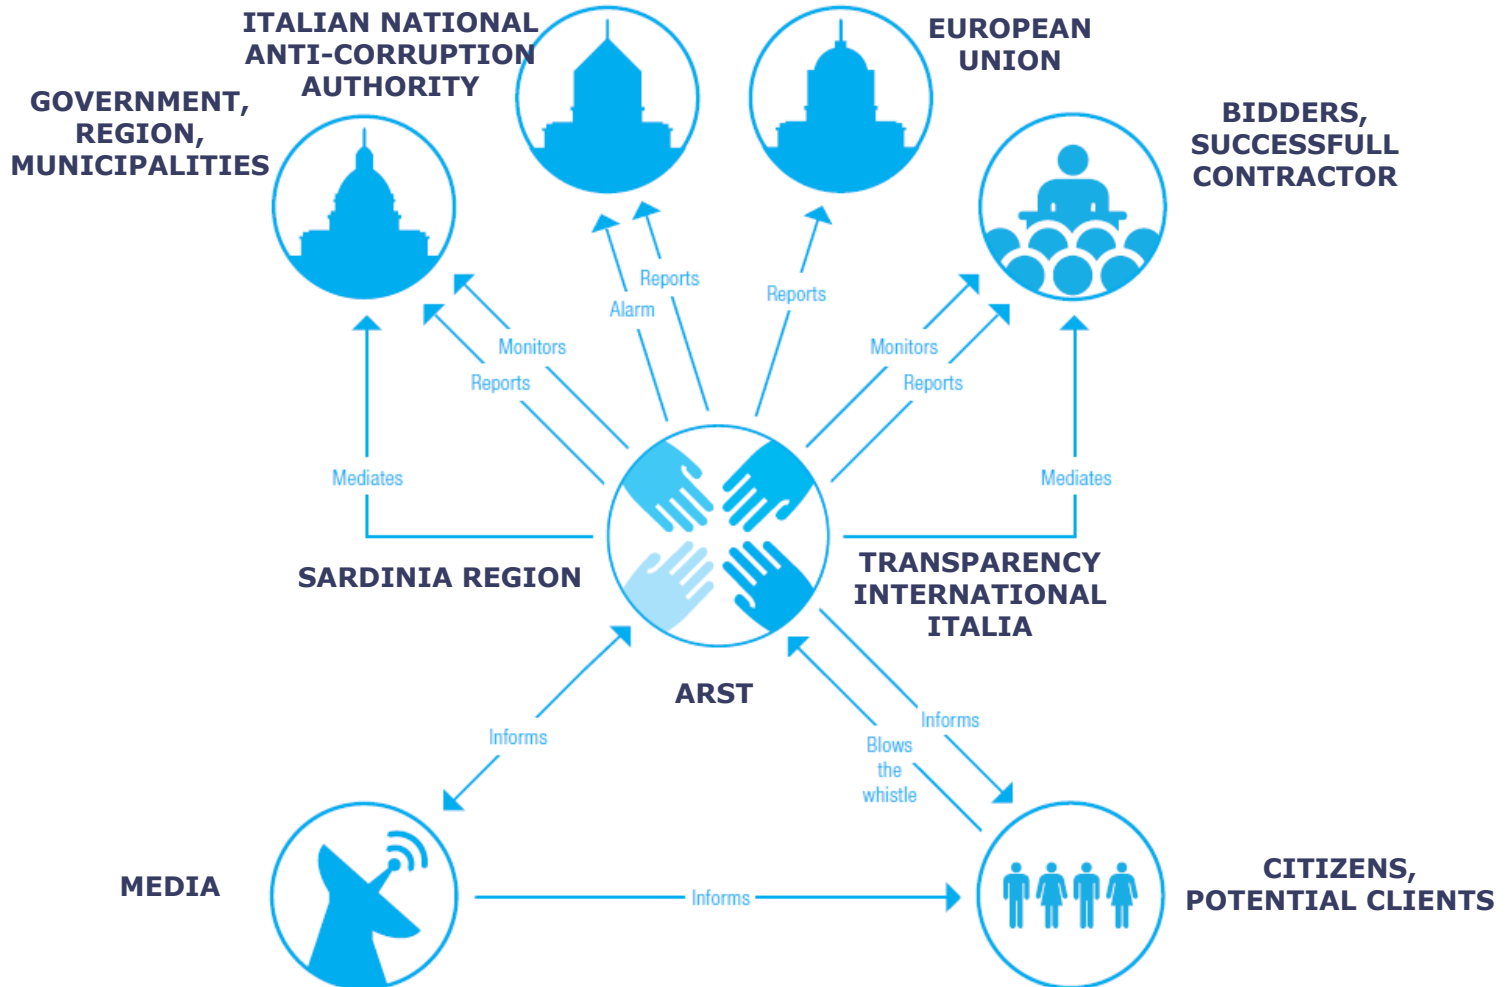 ITALIAN NATIONAL
ANTI-CORRUPTION
AUTHORITY
EUROPEAN
UNION
GOVERNMENT,
REGION,
MUNICIPALITIES
BIDDERS,
SUCCESSFULL
CONTRACTOR
Reports
Alarm
Reports
Monitors
Reports
Monitors
Reports
Mediates
Mediates
SARDINIA REGION
TRANSPARENCY
INTERNATIONAL
ITALIA
ARST
Informs
Informs
Blows
the
whistle
MEDIA
Informs
CITIZENS,
POTENTIAL CLIENTS